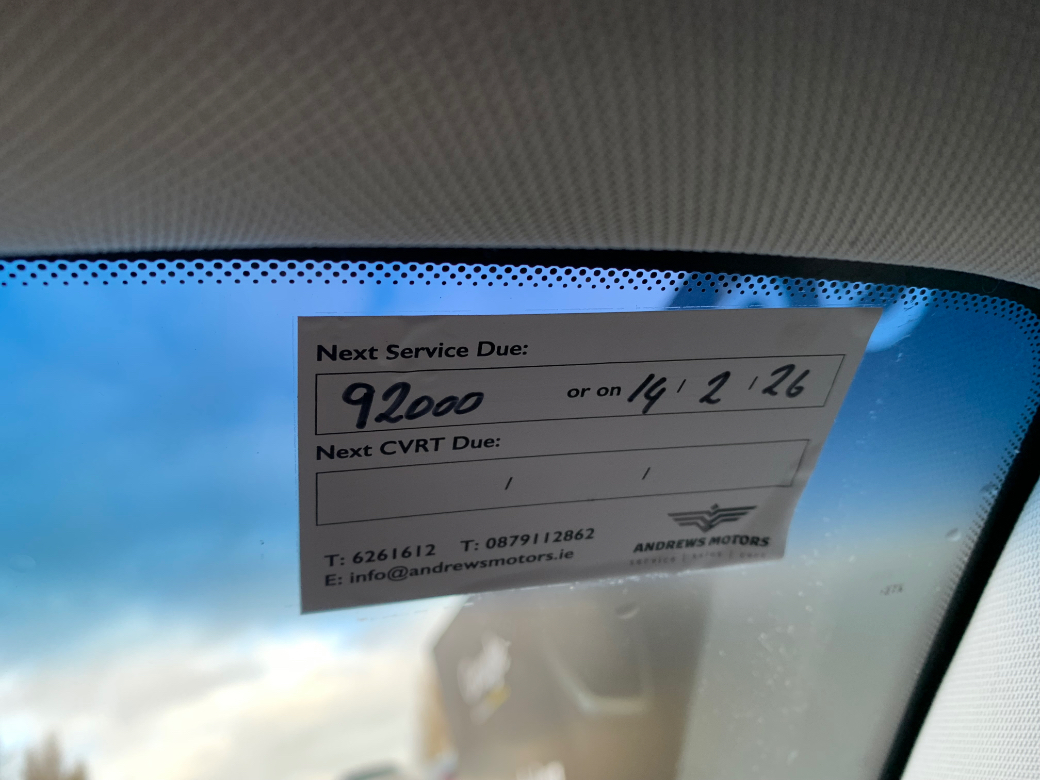 Next Service Due:
92000 or on 14 / 2 / 26
Next CVRT Due:
/ /
T: 6261612 T: 0879112862
E: info@andrewsmotors.ie
ANDREWS MOTORS
SERVICE